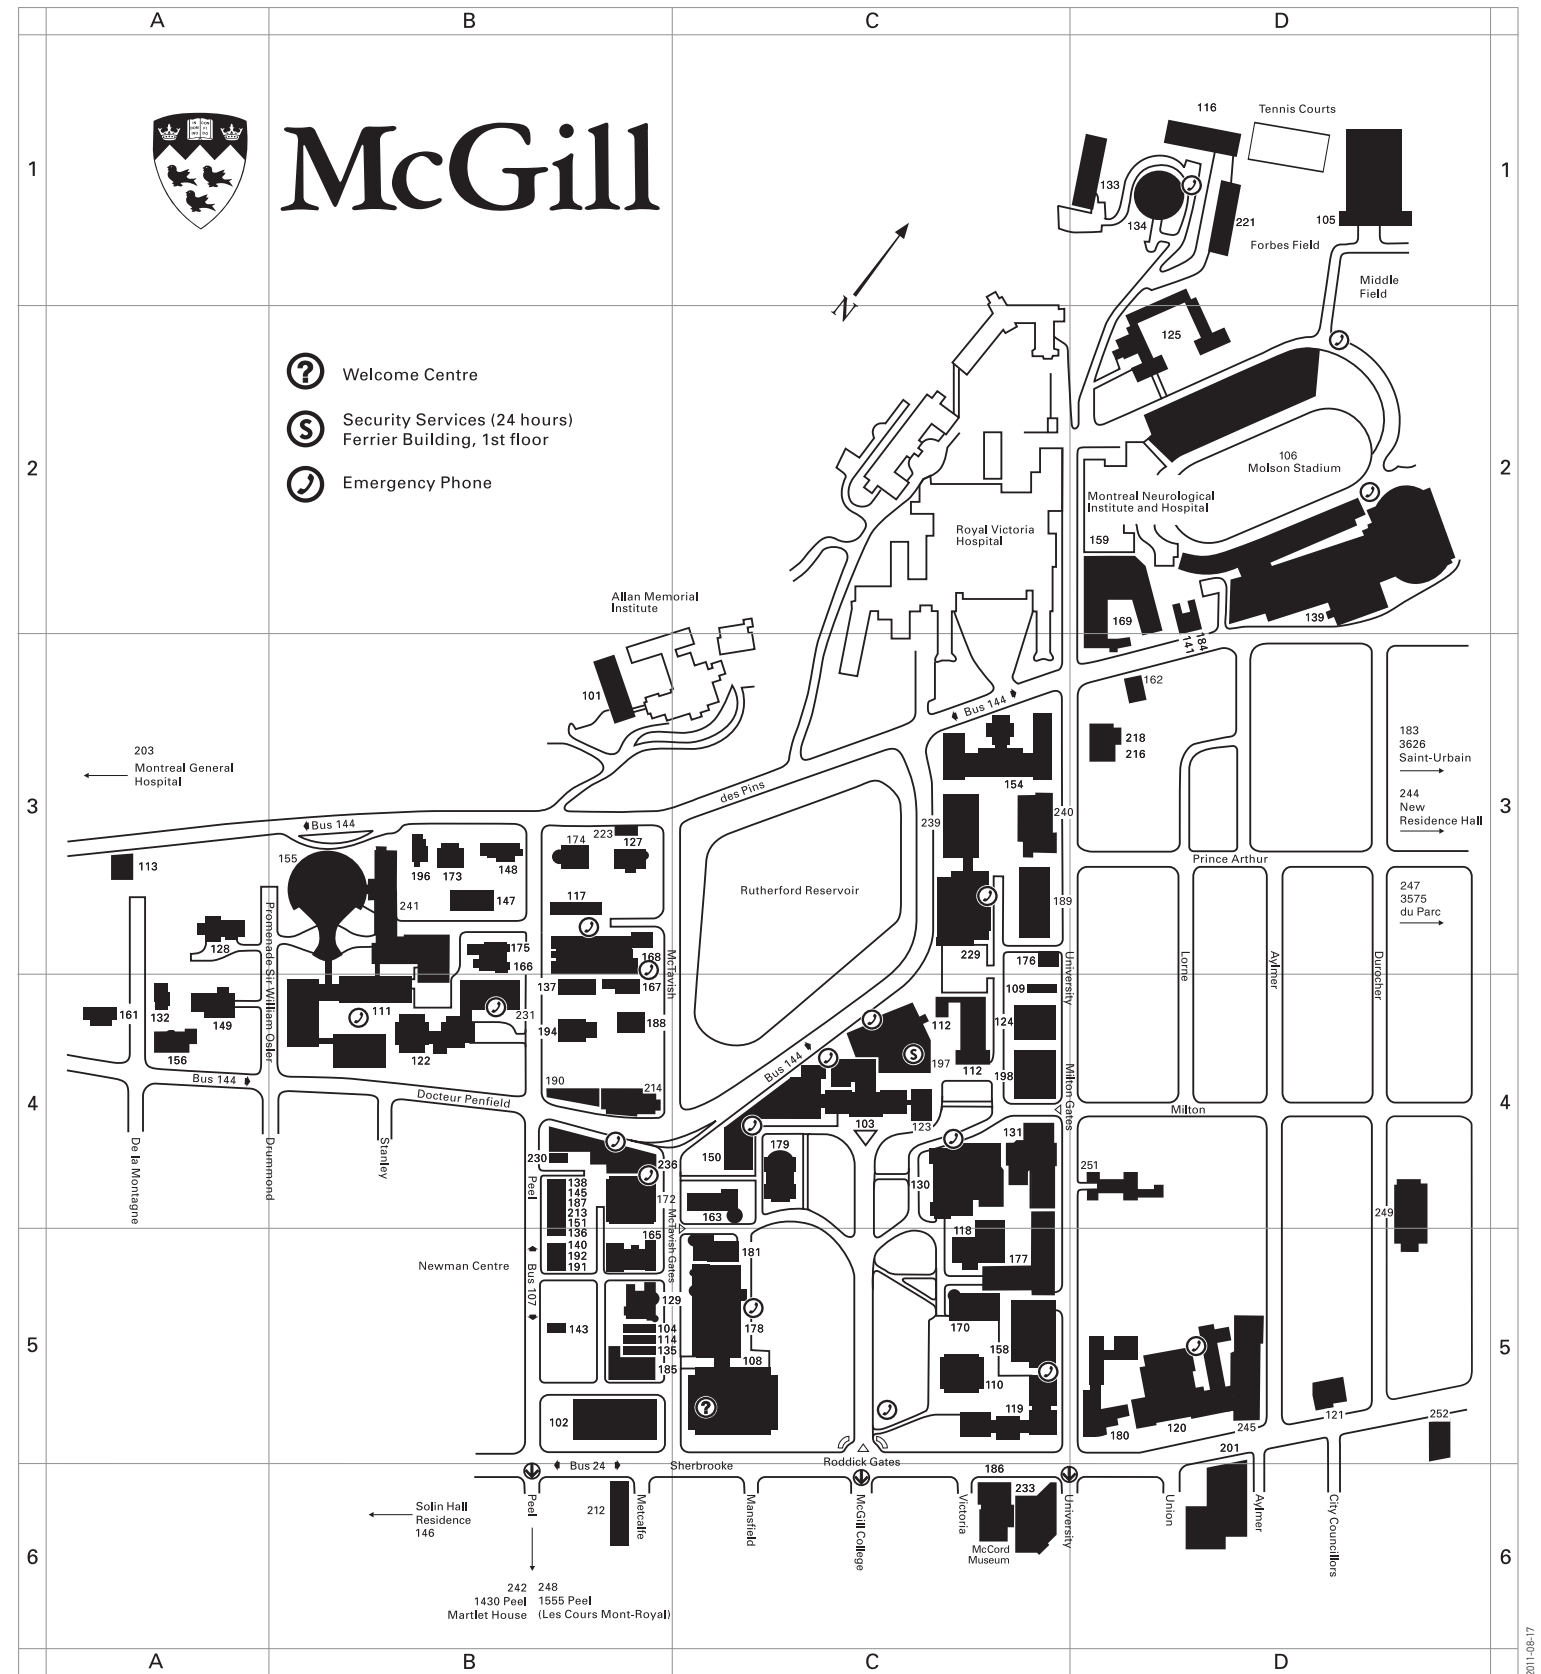 A
B
C
D
1
1
McGill
IN
DOM
INO
CON
FI
DO
116
Tennis Courts
133
134
221
105
Forbes Field
Middle
Field
N
?
Welcome Centre
S
Security Services (24 hours)
Ferrier Building, 1st floor
Emergency Phone
2
2
125
106
Molson Stadium
Montreal Neurological
Institute and Hospital
159
Royal Victoria
Hospital
Allan Memorial
Institute
169
184
141
139
101
162
Bus 144
218
216
183
3626
Saint-Urbain
203
Montreal General
Hospital
154
des Pins
244
New
Residence Hall
3
3
Bus 144
239
240
223
127
174
155
113
196
173
148
Prince Arthur
Rutherford Reservoir
147
117
241
189
247
3575
du Parc
Promenade Sir William Osler
128
175
166
168
McTavish
229
176
University
Lorne
Aylmer
Durocher
137
167
109
161
132
149
111
231
194
188
112
124
156
122
197
112
198
Milton Gates
Bus 144
Bus 144
S
190
214
Docteur Penfield
4
4
103
123
Milton
De la Montagne
Drummond
Stanley
131
230
236
150
179
251
Peel
138
145
187
213
151
136
172
130
163
249
McTavish Gates
118
140
192
191
165
181
177
Newman Centre
Bus 107
129
143
104
114
135
185
178
170
5
5
158
108
110
?
102
119
180
120
245
121
252
201
Bus 24
Sherbrooke
Roddick Gates
186
233
Solin Hall
Residence
146
Peel
212
Metcalfe
Mansfield
McGill College
Victoria
McCord
Museum
University
Union
Aylmer
City Councillors
6
6
242
1430 Peel
Martlet House
248
1555 Peel
(Les Cours Mont-Royal)
2011-08-17
A
B
C
D